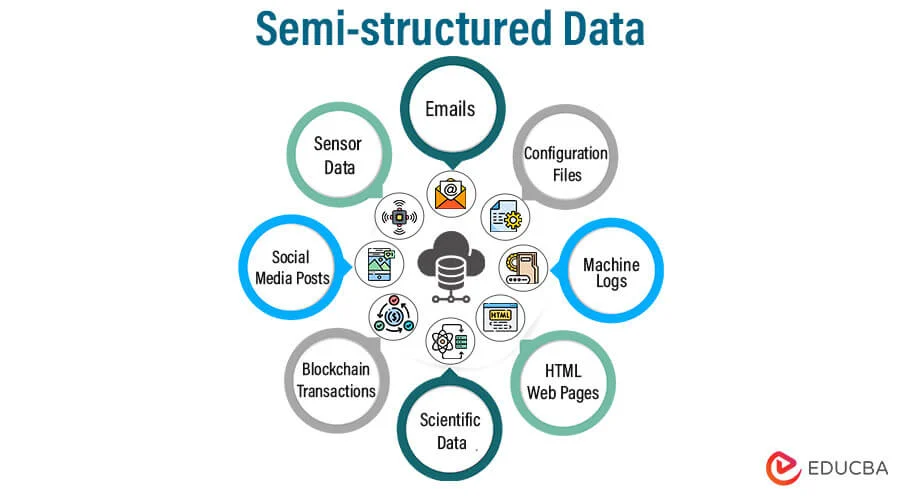 Semi-structured Data
Emails
Configuration
Files
Machine
Logs
HTML
Web Pages
Scientific
Data
Blockchain
Transactions
Social
Media Posts
Sensor
Data
@
HTML
$
EDUCBA